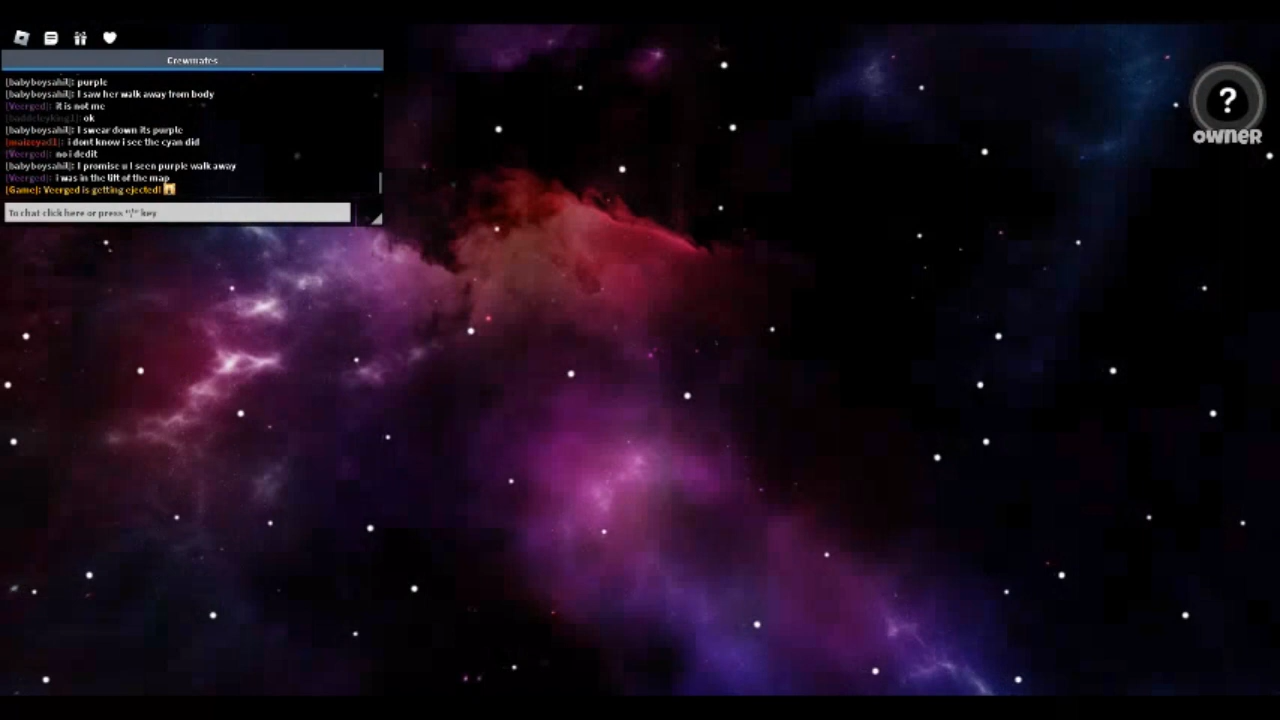 Crewmates
[babyboysahil]: purple
[babyboysahil]: I saw her walk away from body
[Veerged]: it is not me
[baddcleyking1]: ok
[babyboysahil]: I swear down its purple
[maizeyad1]: i dont know i see the cyan did
[Veerged]: no i dedit
[babyboysahil]: I promise u I seen purple walk away
[Veerged]: i was in the lift of the map
[Game]: Veerged is getting ejected!
To chat click here or press "/" key
?
OWNER